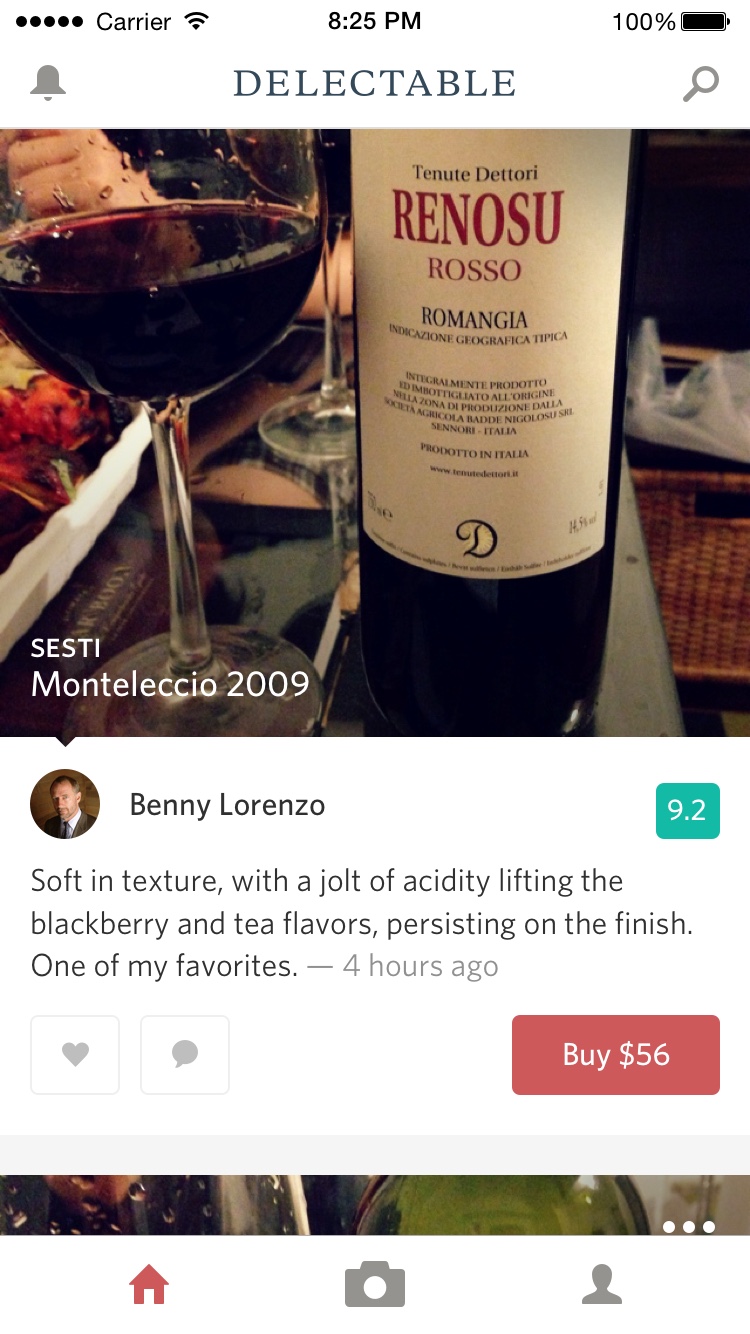 Carrier 8:25 PM 100%
DELECTABLE
Tenute Dettori
RENOSU
ROSSO
ROMANGIA
INDICAZIONE GEOGRAFICA TIPICA
INTEGRALMENTE PRODOTTO
ED IMBOTTIGLIATO ALL'ORIGINE
NELLA ZONA DI PRODUZIONE DALLA
SOCIETÀ AGRICOLA BADDE NIGOLOSU SRL
SENNORI - ITALIA
PRODOTTO IN ITALIA
www.tenutedettori.it
14,5% vol
D
SESTI
Monteleccio 2009
Benny Lorenzo
9.2
Soft in texture, with a jolt of acidity lifting the
blackberry and tea flavors, persisting on the finish.
One of my favorites. — 4 hours ago
Buy $56